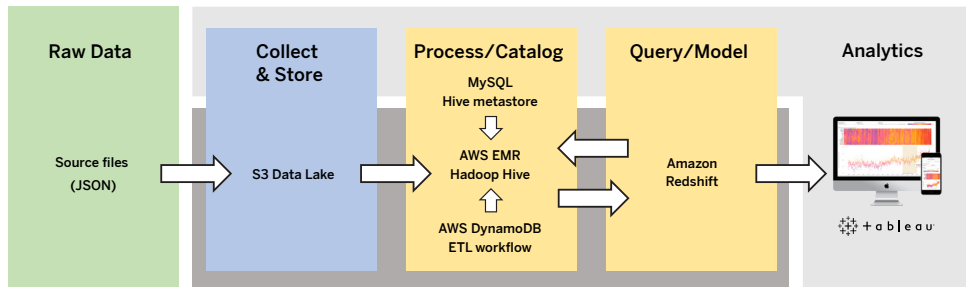 Raw Data
Source files
(JSON)
Collect
& Store
S3 Data Lake
Process/Catalog
MySQL
Hive metastore
AWS EMR
Hadoop Hive
AWS DynamoDB
ETL workflow
Query/Model
Amazon
Redshift
Analytics
+ableau